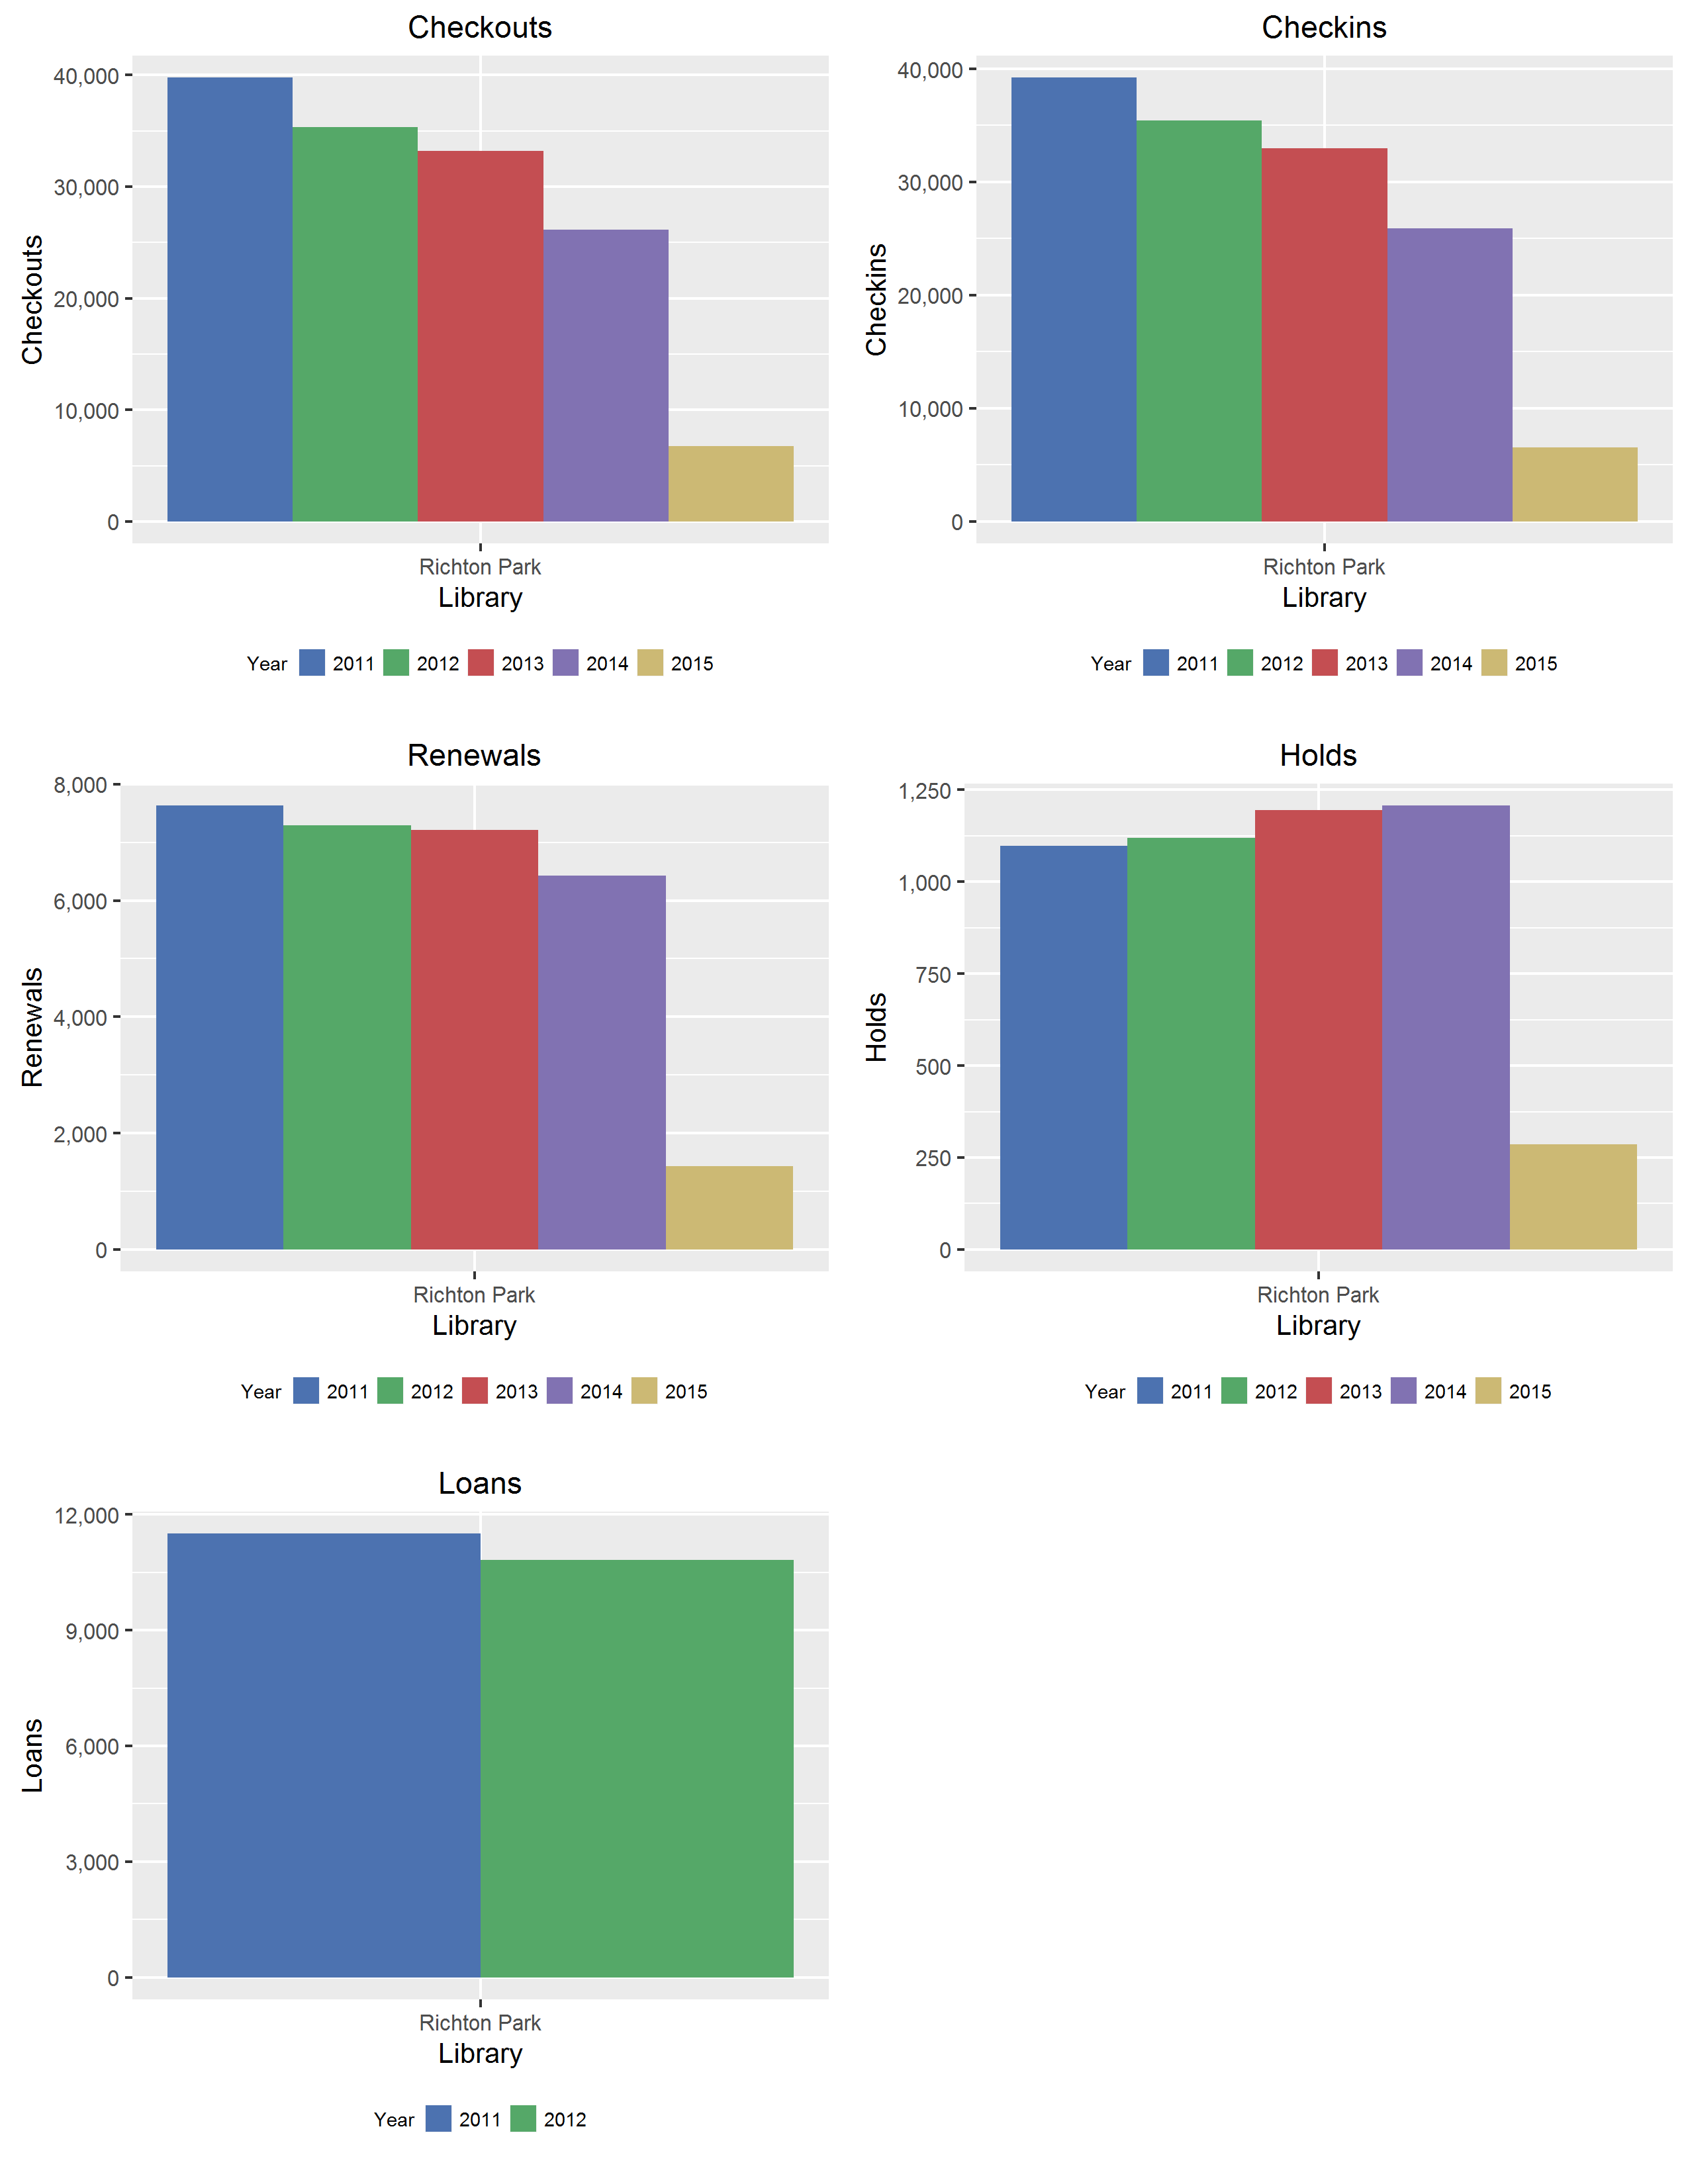 Checkouts
40,000
30,000
20,000
10,000
0
Checkouts
Richton Park
Library
Year 2011 2012 2013 2014 2015
Checkins
40,000
30,000
20,000
10,000
0
Checkins
Richton Park
Library
Year 2011 2012 2013 2014 2015
Renewals
8,000
6,000
4,000
2,000
0
Renewals
Richton Park
Library
Year 2011 2012 2013 2014 2015
Holds
1,250
1,000
750
500
250
0
Holds
Richton Park
Library
Year 2011 2012 2013 2014 2015
Loans
12,000
9,000
6,000
3,000
0
Loans
Richton Park
Library
Year 2011 2012